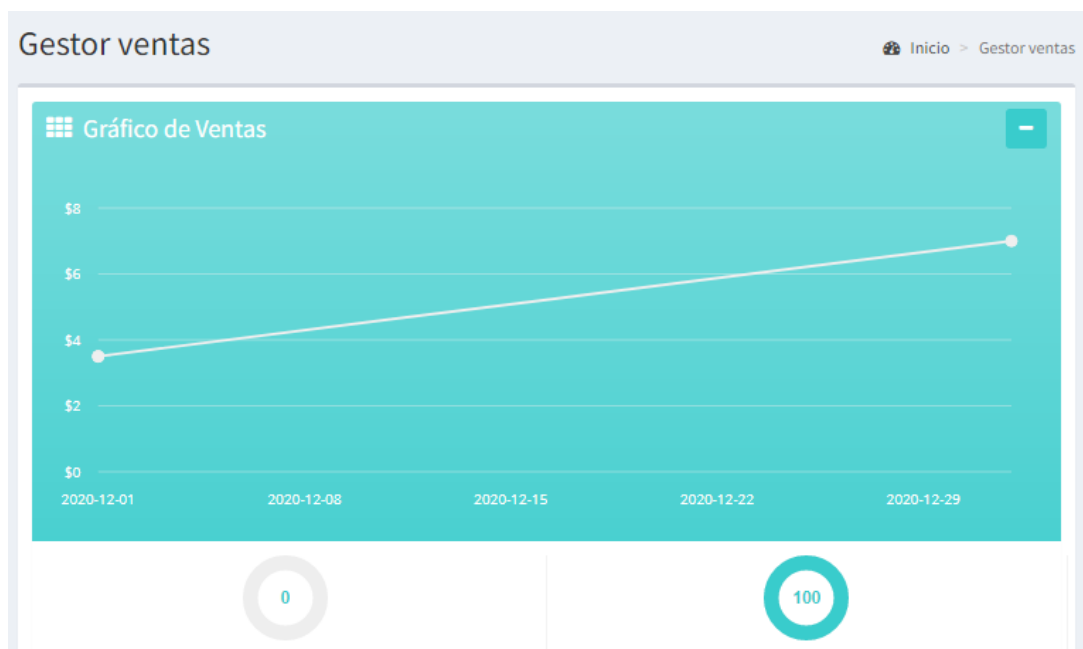 Gestor ventas
Inicio > Gestor ventas
Gráfico de Ventas
$8
$6
$4
$2
$0
2020-12-01 2020-12-08 2020-12-15 2020-12-22 2020-12-29
0 100